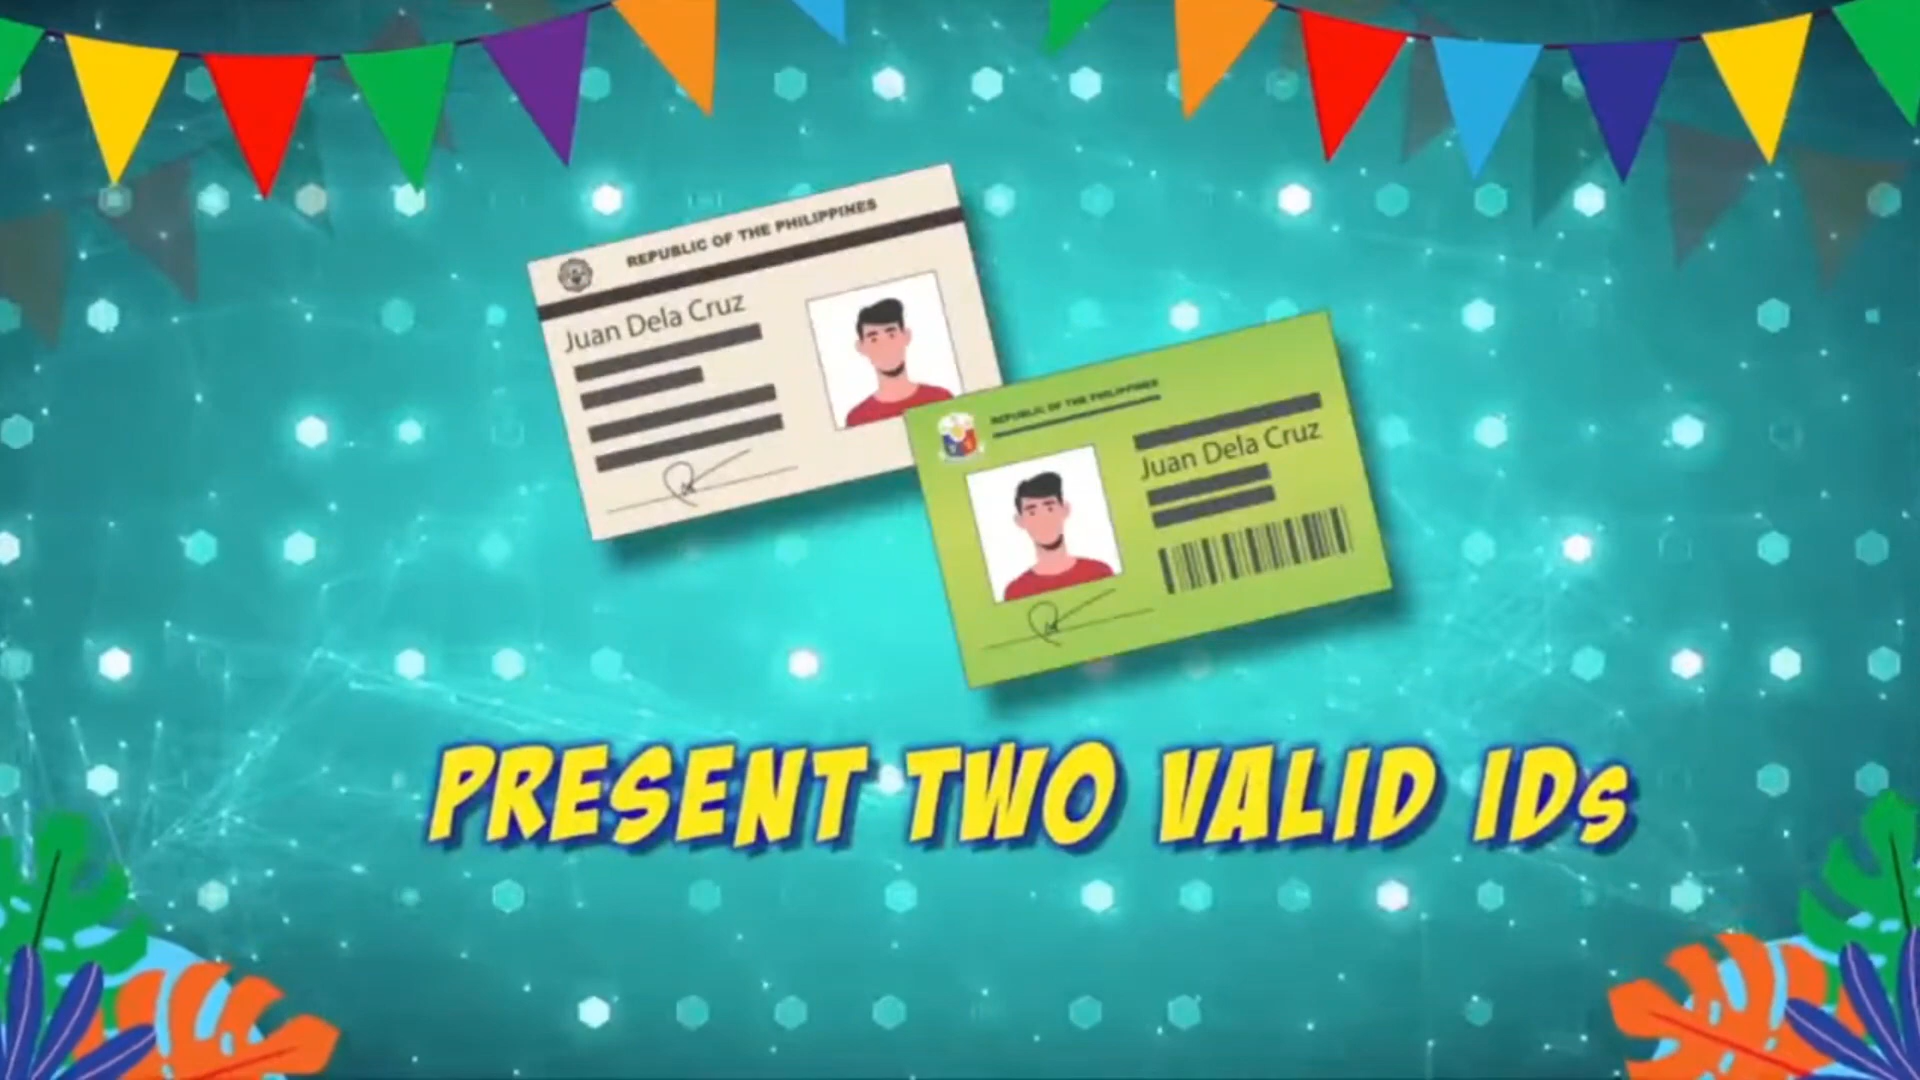 REPUBLIC OF THE PHILIPPINES
Juan Dela Cruz
REPUBLIC OF THE PHILIPPINES
Juan Dela Cruz
PRESENT TWO VALID IDs